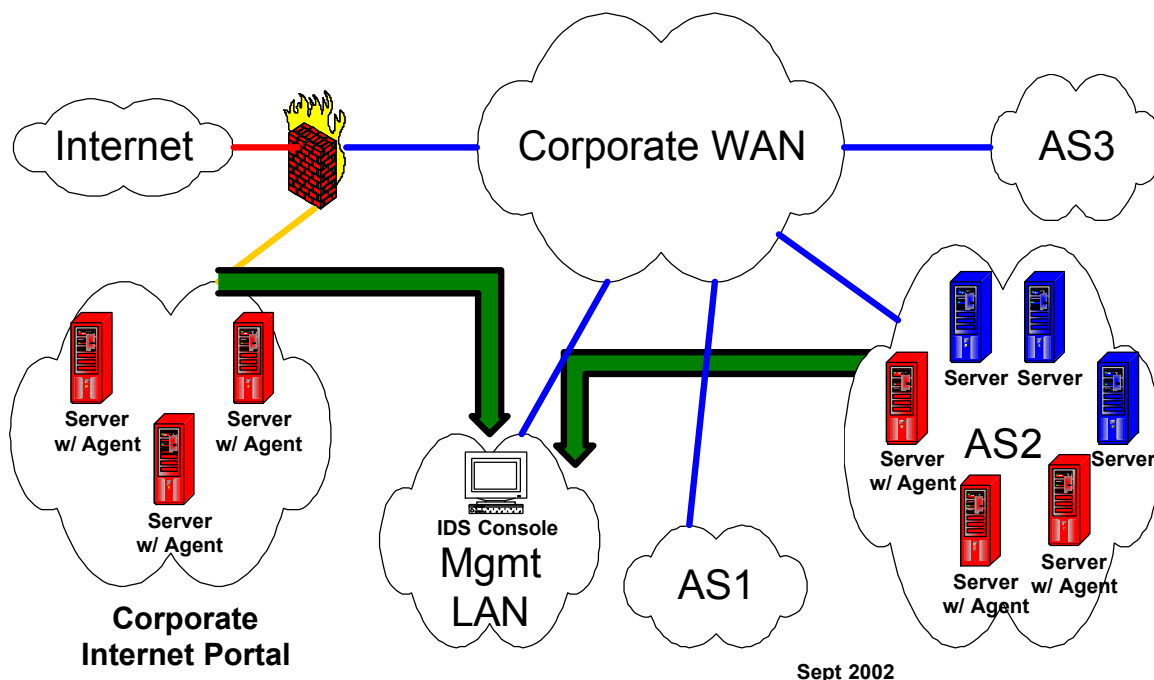 Internet
Corporate WAN
AS3
Server
w/ Agent
Server
w/ Agent
Server
w/ Agent
Corporate
Internet Portal
IDS Console
Mgmt
LAN
AS1
Server
Server
Server
AS2
Server
w/ Agent
Server
w/ Agent
Server
w/ Agent
Sept 2002